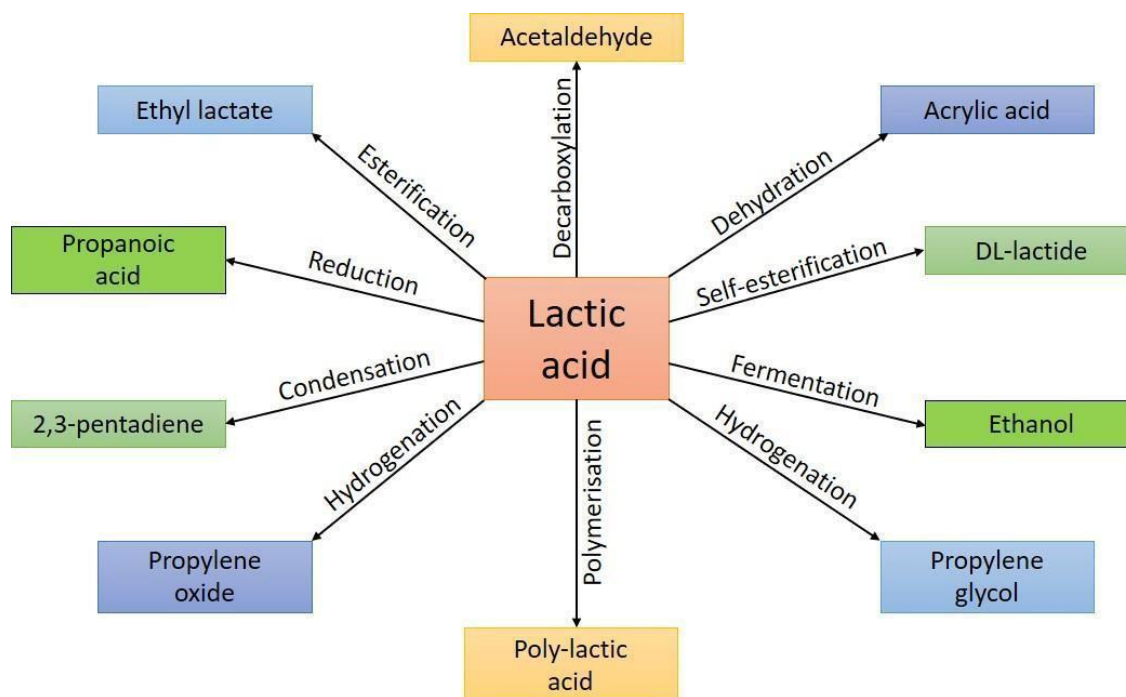 Acetaldehyde
Ethyl lactate
Acrylic acid
Esterification
Decarboxylation
Dehydration
Propanoic
acid
Reduction
Self-esterification
DL-lactide
Lactic
acid
Condensation
Fermentation
2,3-pentadiene
Ethanol
Hydrogenation
Polymerisation
Hydrogenation
Propylene
oxide
Propylene
glycol
Poly-lactic
acid